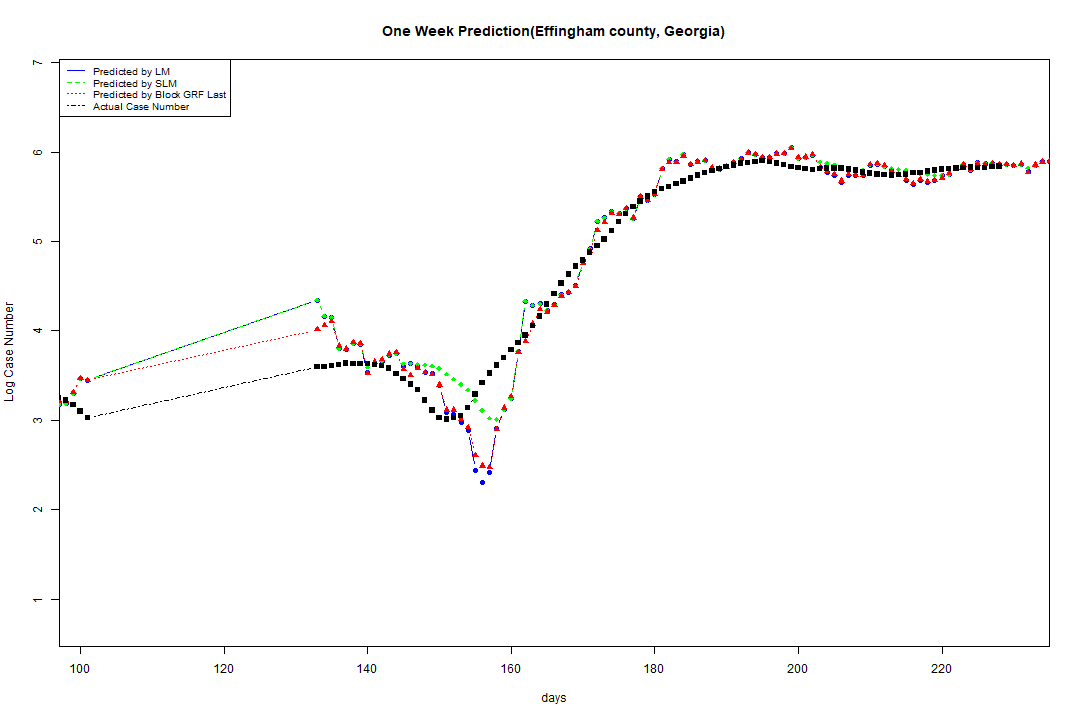 One Week Prediction(Effingham county, Georgia)
Predicted by LM
Predicted by SLM
Predicted by Block GRF Last
Actual Case Number
Log Case Number
7
6
5
4
3
2
1
100 120 140 160 180 200 220
days